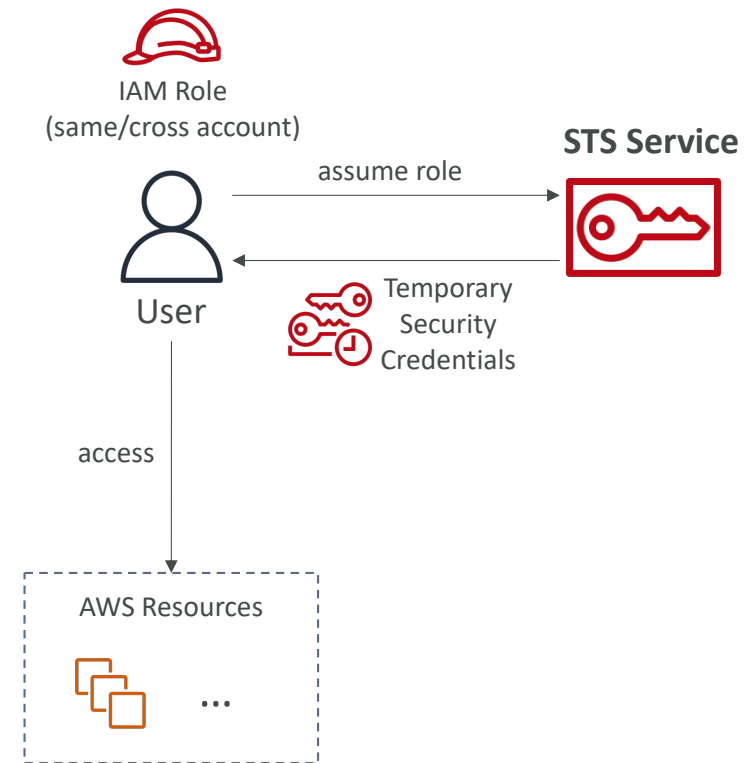 IAM Role
(same/cross account)
STS Service
assume role
User
Temporary
Security
Credentials
access
AWS Resources
...